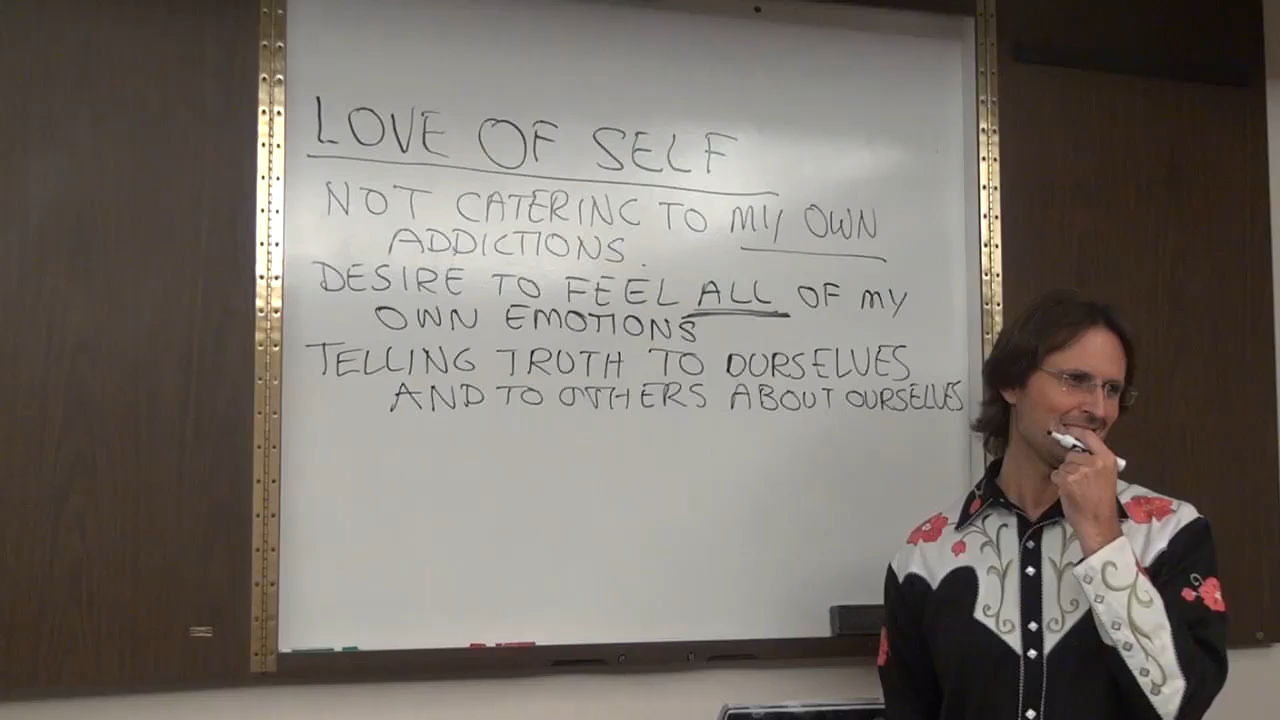 LOVE OF SELF
NOT CATERING TO MY OWN
ADDICTIONS.
DESIRE TO FEEL ALL OF MY
OWN EMOTIONS
TELLING TRUTH TO OURSELVES
AND TO OTHERS ABOUT OURSELVES